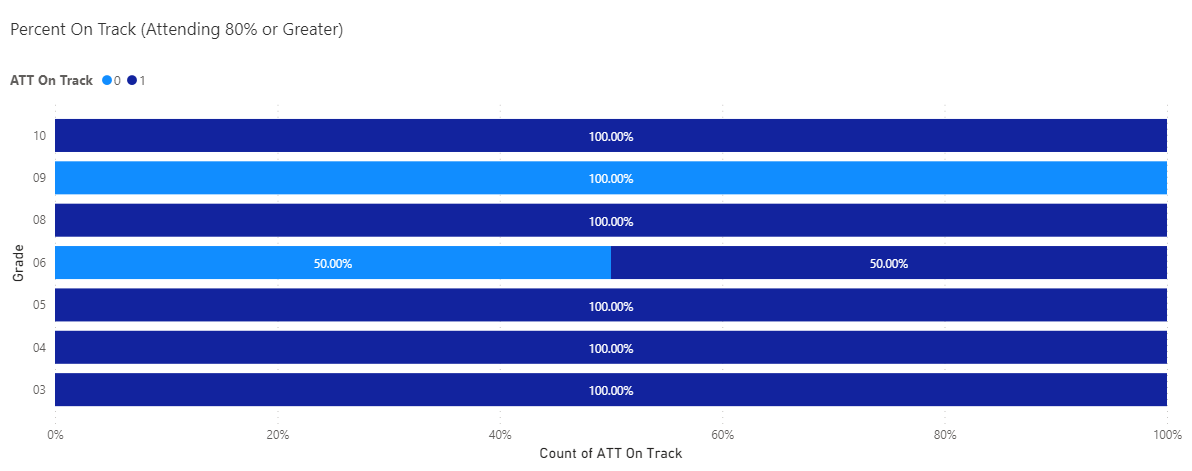 Percent On Track (Attending 80% or Greater)
ATT On Track 0 1
Grade
10 100.00%
09 100.00%
08 100.00%
06 50.00% 50.00%
05 100.00%
04 100.00%
03 100.00%
0% 20% 40% 60% 80% 100%
Count of ATT On Track